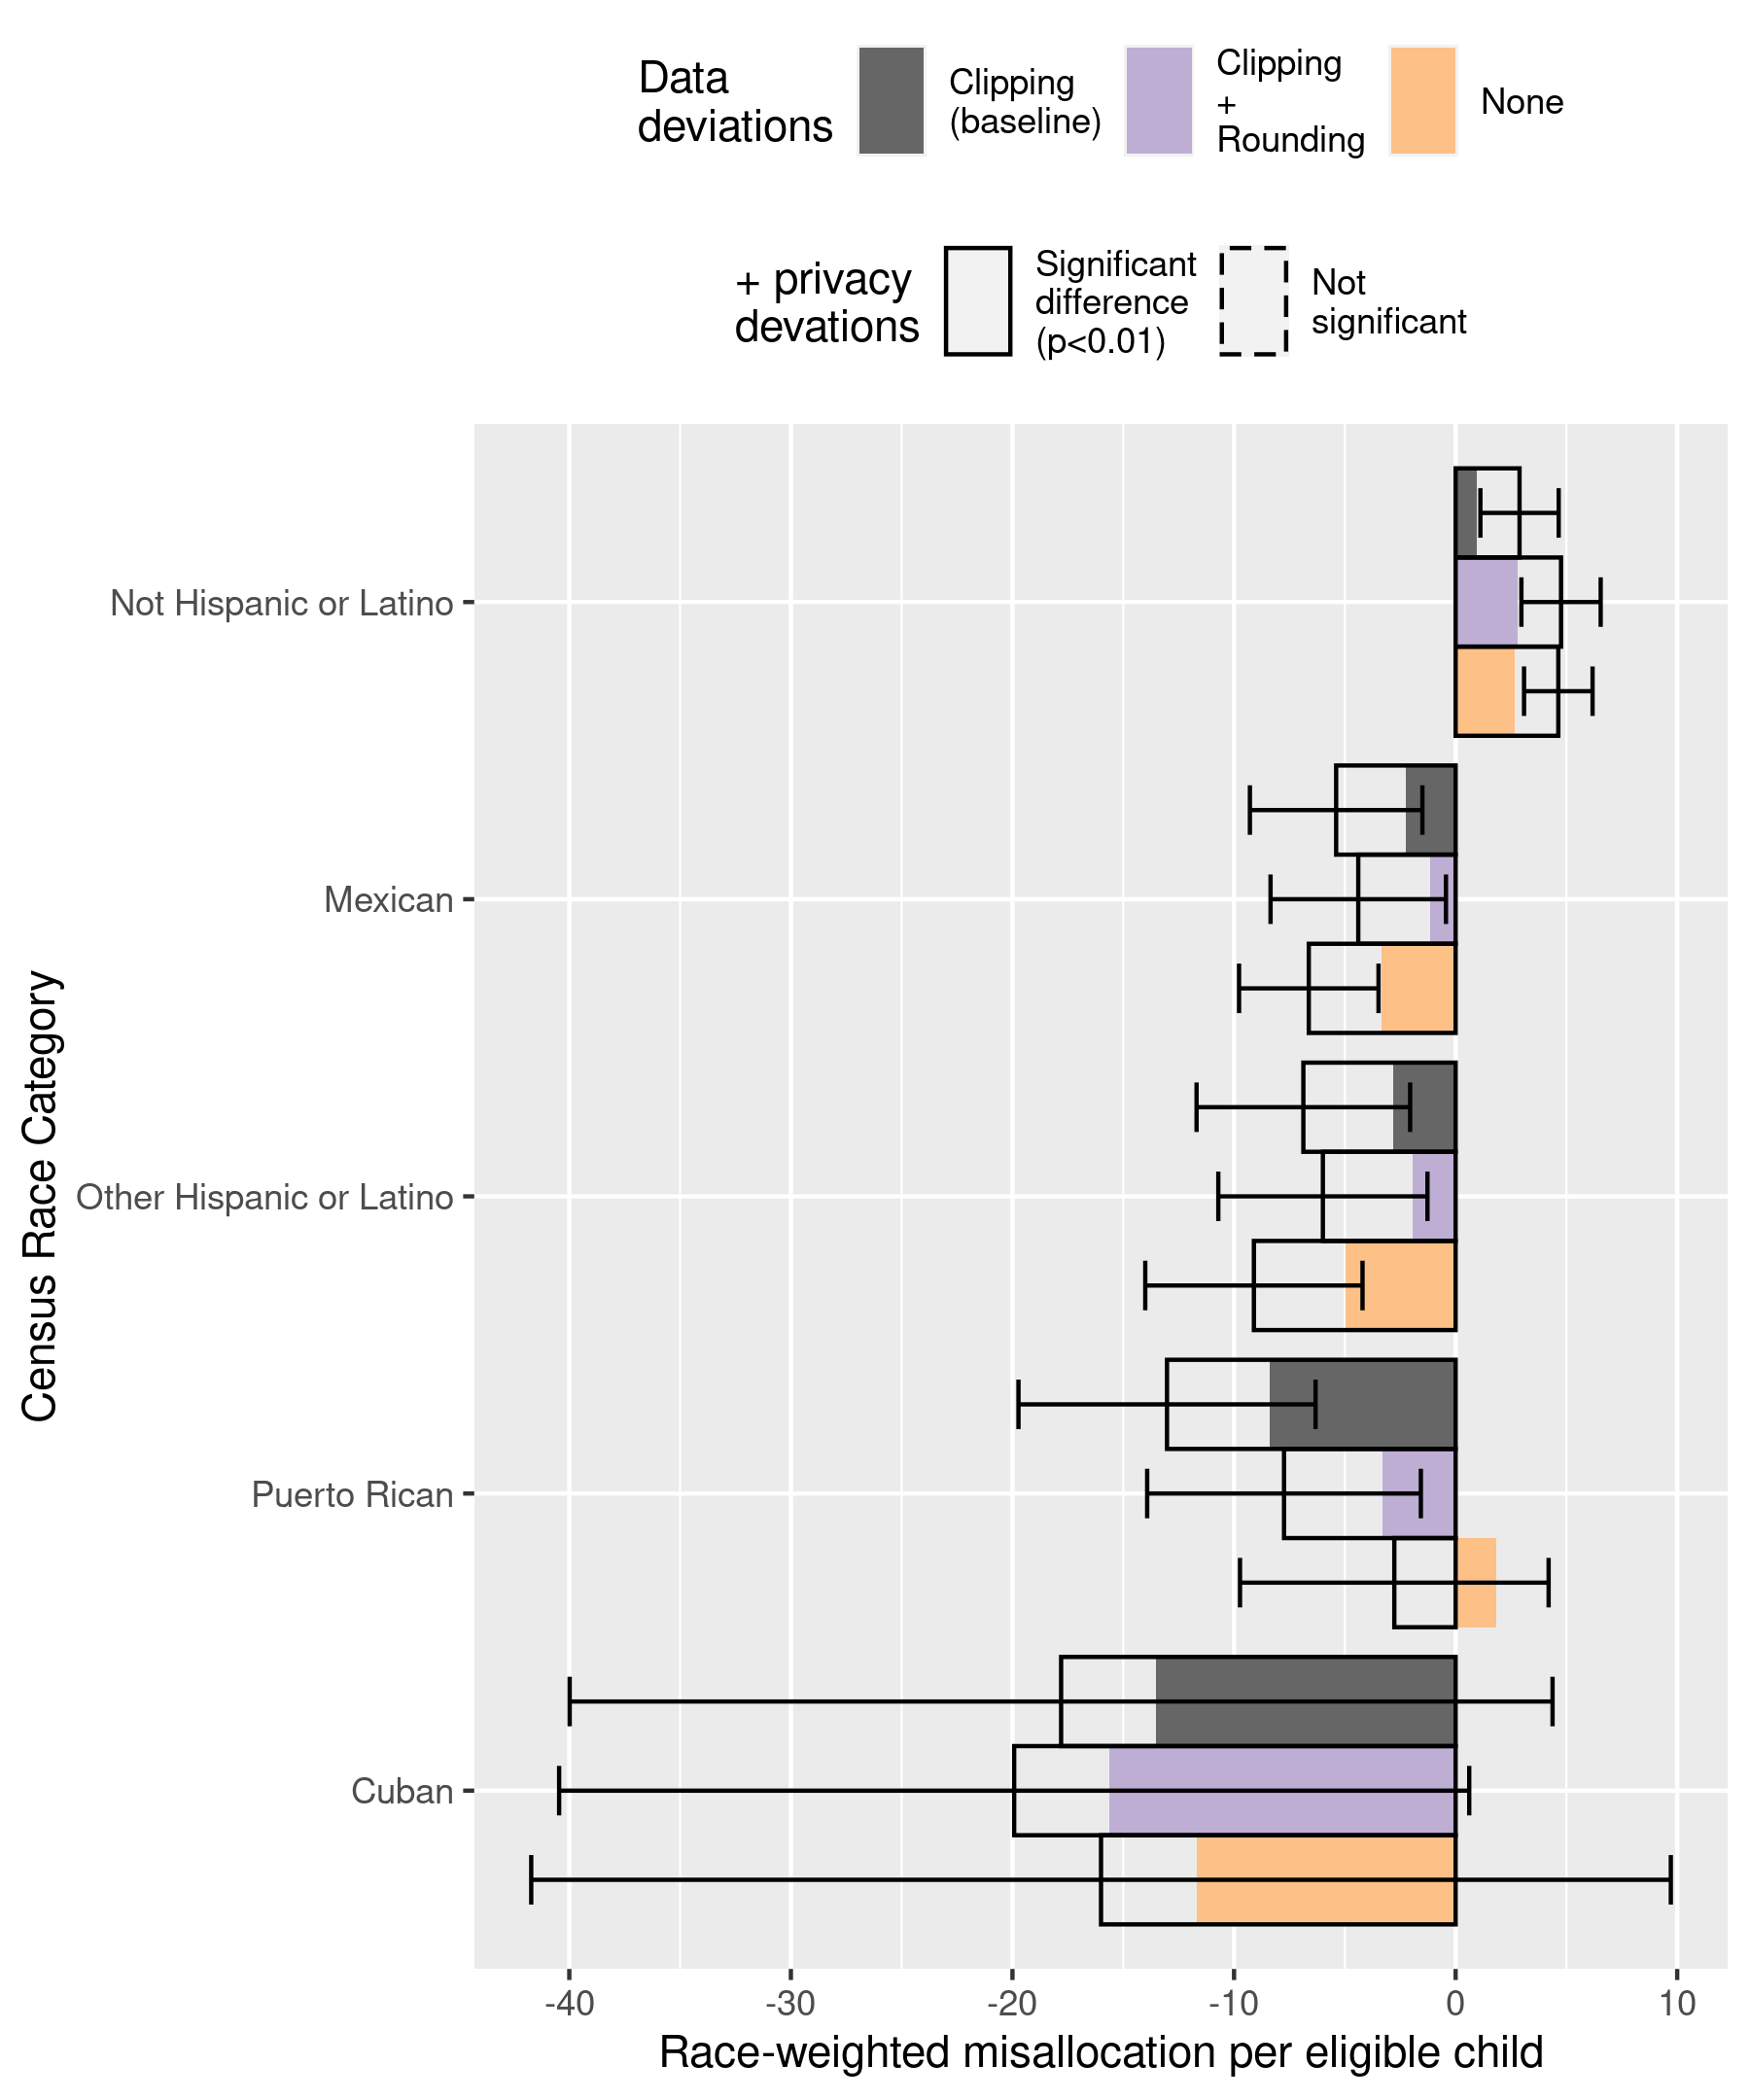 Data
deviations
Clipping
(baseline)
Clipping
+
Rounding
None
+ privacy
devations
Significant
difference
(p<0.01)
Not
significant
Census Race Category
Not Hispanic or Latino
Mexican
Other Hispanic or Latino
Puerto Rican
Cuban
-40 -30 -20 -10 0 10
Race-weighted misallocation per eligible child